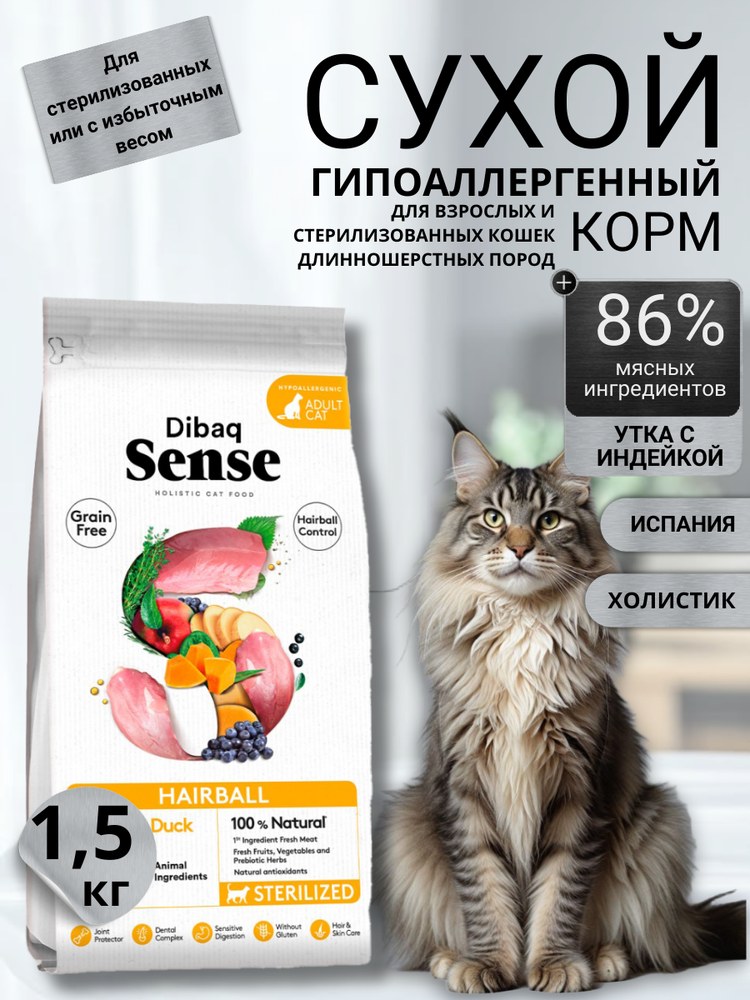 Для
стерилизованных
или с избыточным
весом
СУХОЙ
ГИПОАЛЛЕРГЕННЫЙ
ДЛЯ ВЗРОСЛЫХ И
СТЕРИЛИЗОВАННЫХ КОШЕК
ДЛИННОШЕРСТНЫХ ПОРОД
КОРМ
+
86%
мясных
ингредиентов
УТКА С
ИНДЕЙКОЙ
ИСПАНИЯ
ХОЛИСТИК
HYPOALLERGENIC
ADULT
CAT
Dibaq
Sense
HOLISTIC CAT FOOD
Grain
Free
Hairball
Control
HAIRBALL
Duck
Animal
Ingredients
100% Natural
1st Ingredient Fresh Meat
Fresh Fruits, Vegetables and
Prebiotic Herbs
Natural antioxidants
STERILIZED
1,5
кг
Joint
Protector
Dental
Complex
Sensitive
Digestion
Without
Gluten
Hair &
Skin Care